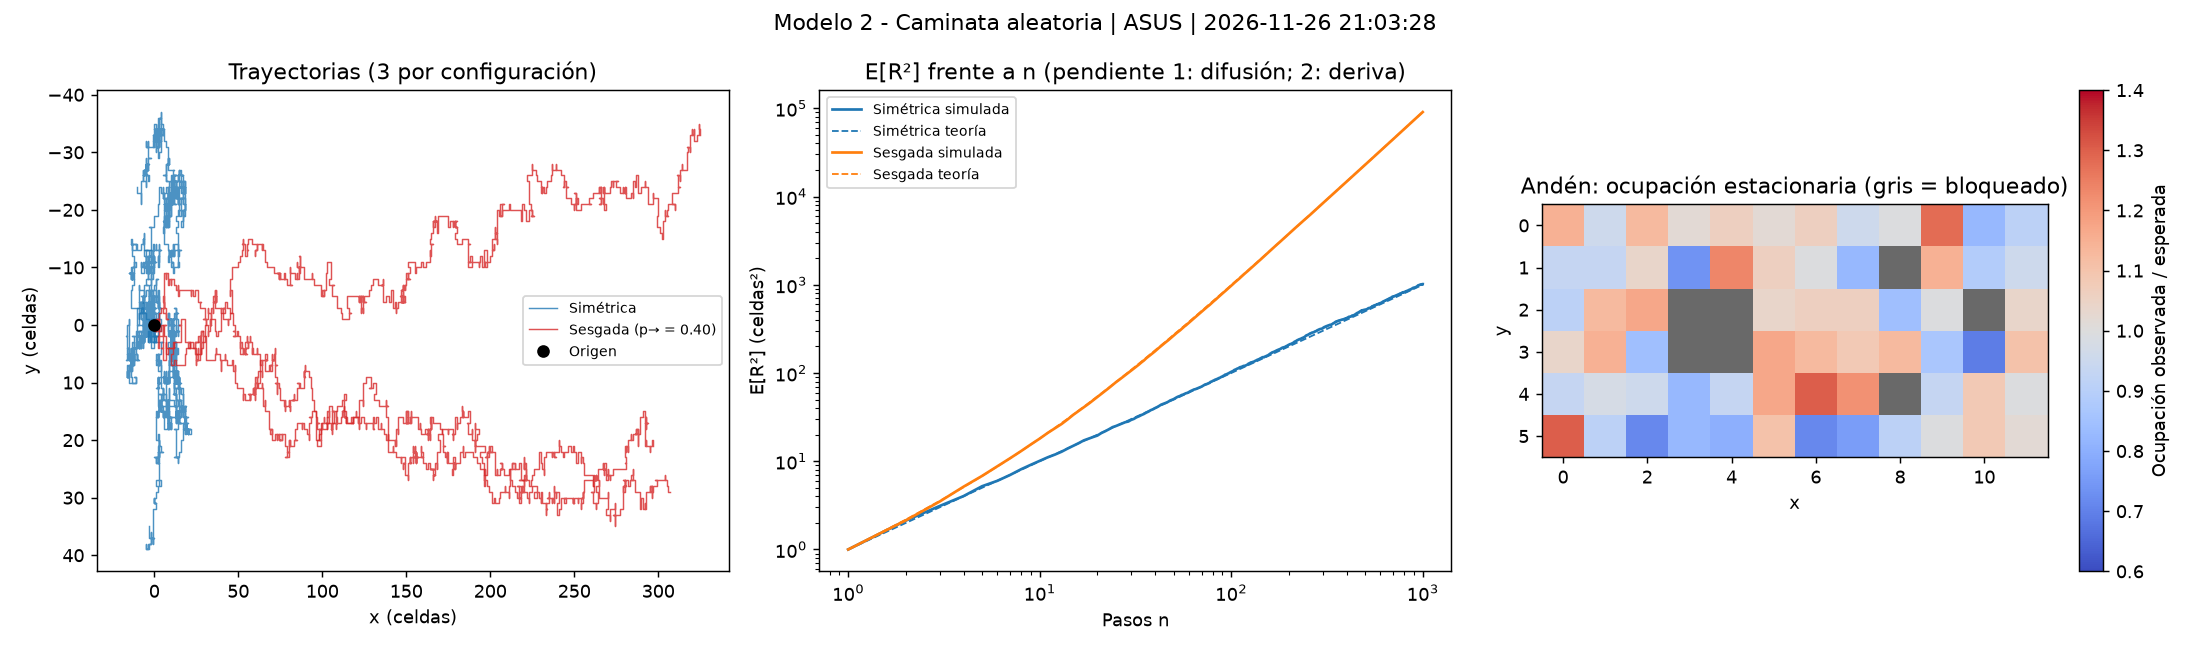 Modelo 2 - Caminata aleatoria | ASUS | 2026-11-26 21:03:28
Trayectorias (3 por configuración)
−40
−30
−20
−10
0
10
20
30
40
y (celdas)
Simétrica
Sesgada (p→ = 0.40)
Origen
0
50
100
150
200
250
300
x (celdas)
E[R²] frente a n (pendiente 1: difusión; 2: deriva)
Simétrica simulada
Simétrica teoría
Sesgada simulada
Sesgada teoría
10⁵
10⁴
10³
10²
10¹
10⁰
E[R²] (celdas²)
10⁰
10¹
10²
10³
Pasos n
Andén: ocupación estacionaria (gris = bloqueado)
0
1
2
3
4
5
y
0
2
4
6
8
10
x
1.4
1.3
1.2
1.1
1.0
0.9
0.8
0.7
0.6
Ocupación observada / esperada